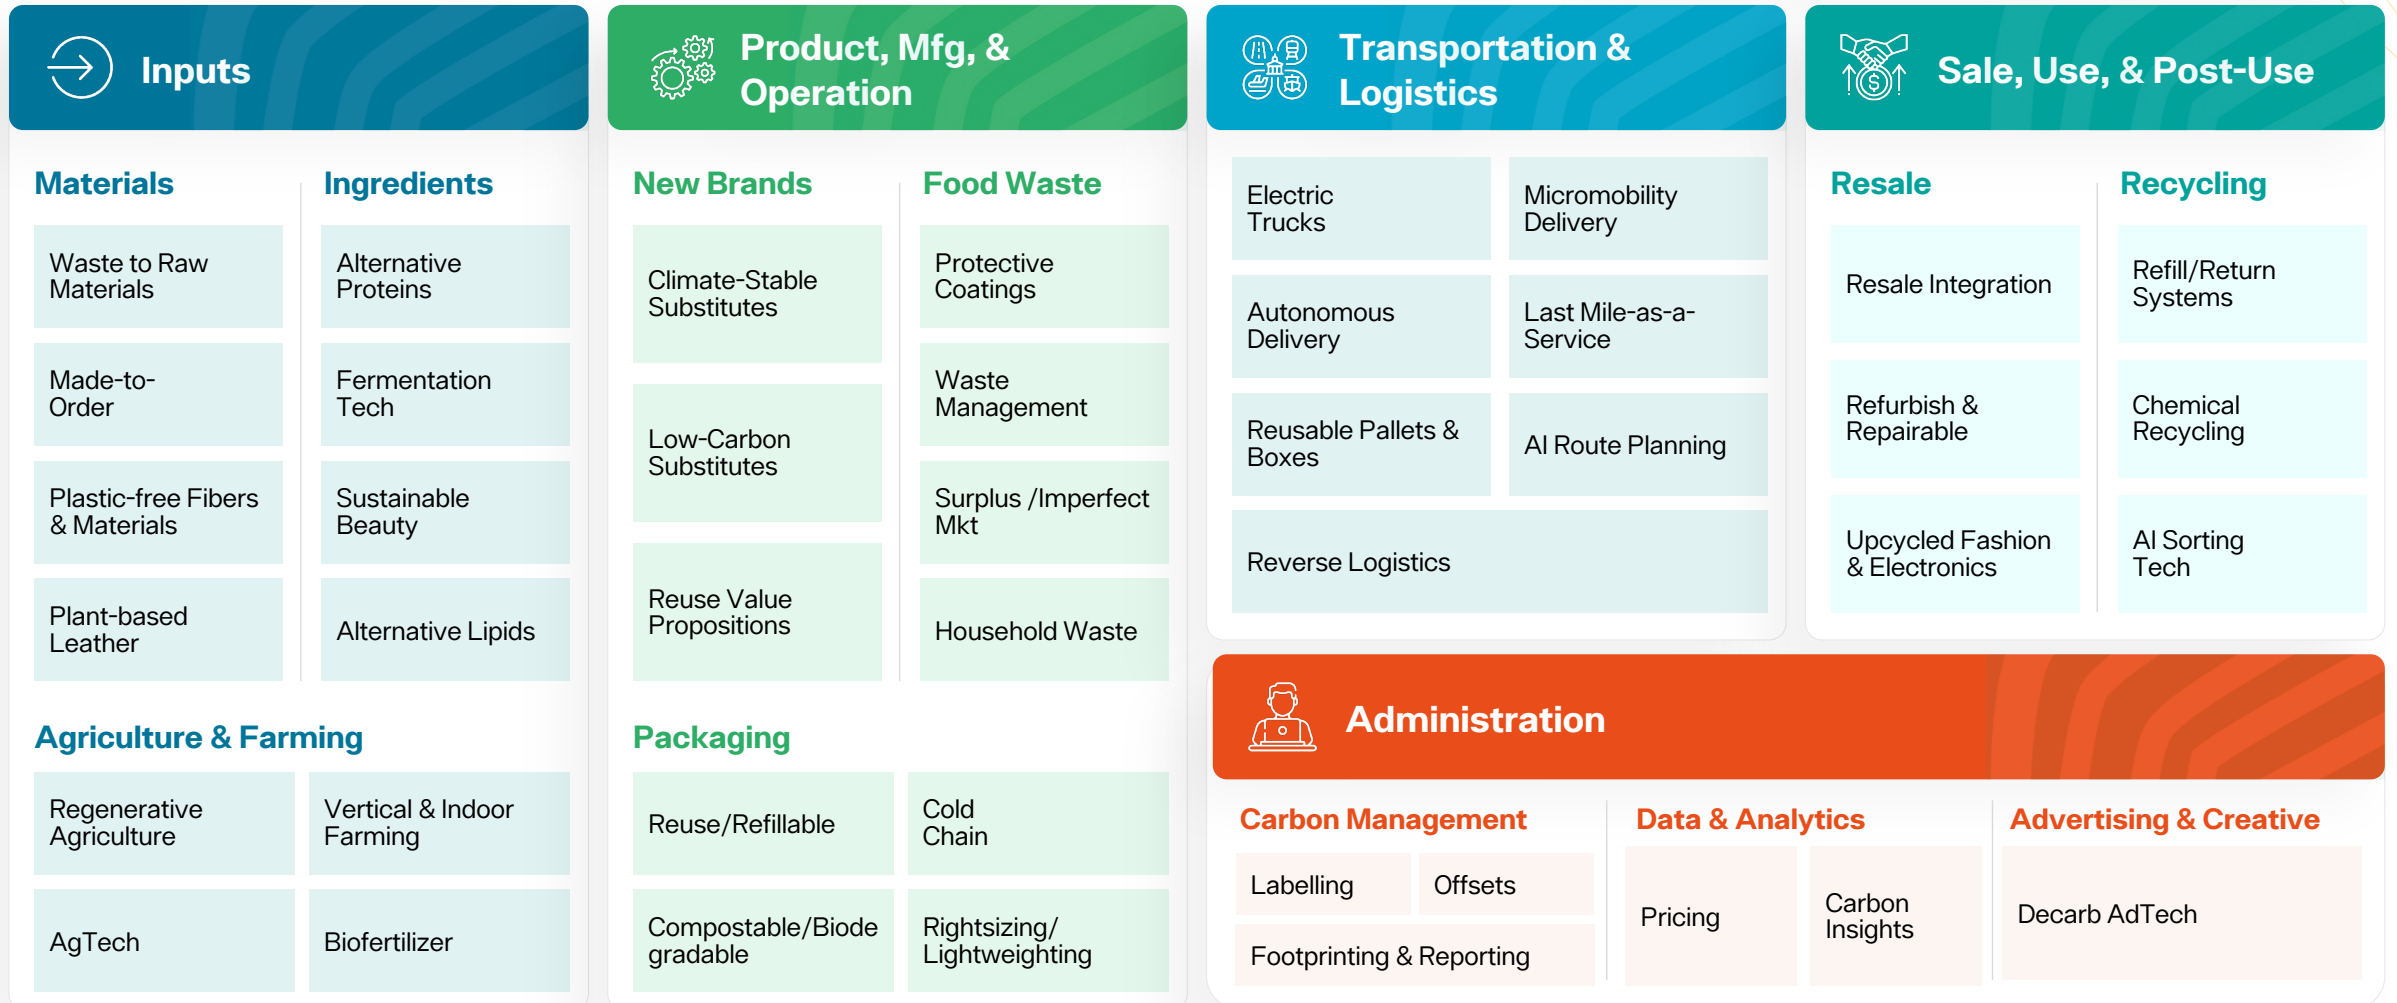 Inputs
Materials
Waste to Raw
Materials
Made-to-
Order
Plastic-free Fibers
& Materials
Plant-based
Leather
Ingredients
Alternative
Proteins
Fermentation
Tech
Sustainable
Beauty
Alternative Lipids
Agriculture & Farming
Regenerative
Agriculture
Vertical & Indoor
Farming
AgTech
Biofertilizer
Product, Mfg, &
Operation
New Brands
Climate-Stable
Substitutes
Low-Carbon
Substitutes
Reuse Value
Propositions
Food Waste
Protective
Coatings
Waste
Management
Surplus /Imperfect
Mkt
Household Waste
Packaging
Reuse/Refillable
Cold
Chain
Compostable/Biode
gradable
Rightsizing/
Lightweighting
Transportation &
Logistics
Electric
Trucks
Micromobility
Delivery
Autonomous
Delivery
Last Mile-as-a-
Service
Reusable Pallets &
Boxes
AI Route Planning
Reverse Logistics
Sale, Use, & Post-Use
Resale
Resale Integration
Refurbish &
Repairable
Upcycled Fashion
& Electronics
Recycling
Refill/Return
Systems
Chemical
Recycling
AI Sorting
Tech
Administration
Carbon Management
Labelling
Offsets
Footprinting & Reporting
Data & Analytics
Pricing
Carbon
Insights
Advertising & Creative
Decarb AdTech